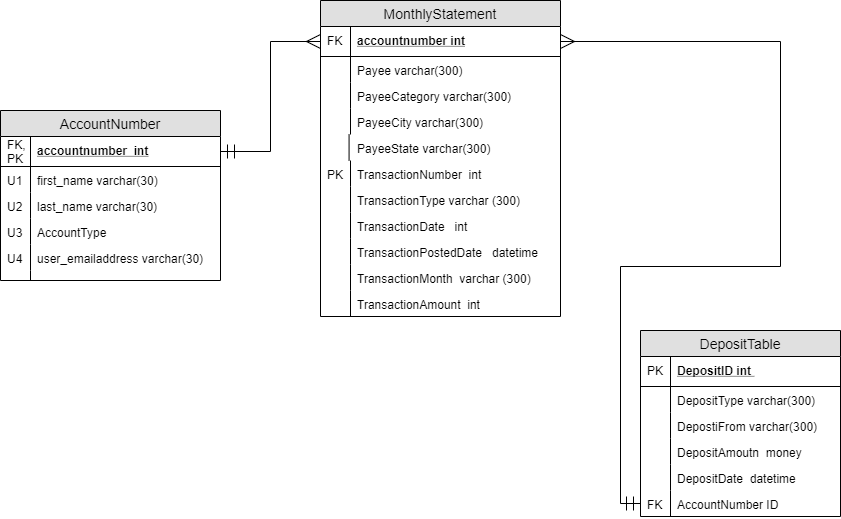 MonthlyStatement
FK accountnumber int
Payee varchar(300)
PayeeCategory varchar(300)
PayeeCity varchar(300)
PayeeState varchar(300)
PK TransactionNumber int
TransactionType varchar (300)
TransactionDate int
TransactionPostedDate datetime
TransactionMonth varchar (300)
TransactionAmount int
AccountNumber
FK, PK accountnumber int
U1 first_name varchar(30)
U2 last_name varchar(30)
U3 AccountType
U4 user_emailaddress varchar(30)
DepositTable
PK DepositID int
DepositType varchar(300)
DepostiFrom varchar(300)
DepositAmoutn money
DepositDate datetime
FK AccountNumber ID